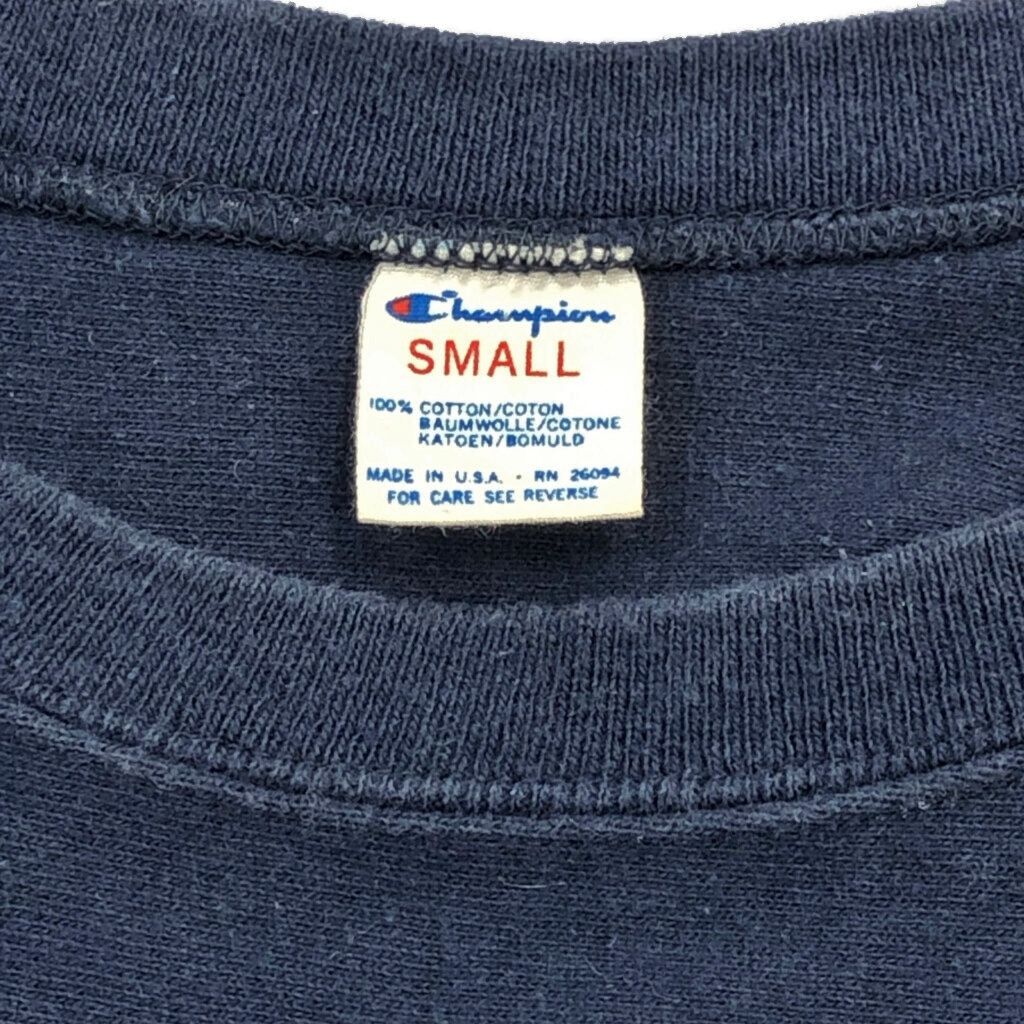 Champion
SMALL
100% COTTON/COTON
BAUMWOLLE/COTONE
KATOEN/BOMULD
MADE IN U.S.A. · RN 26094
FOR CARE SEE REVERSE